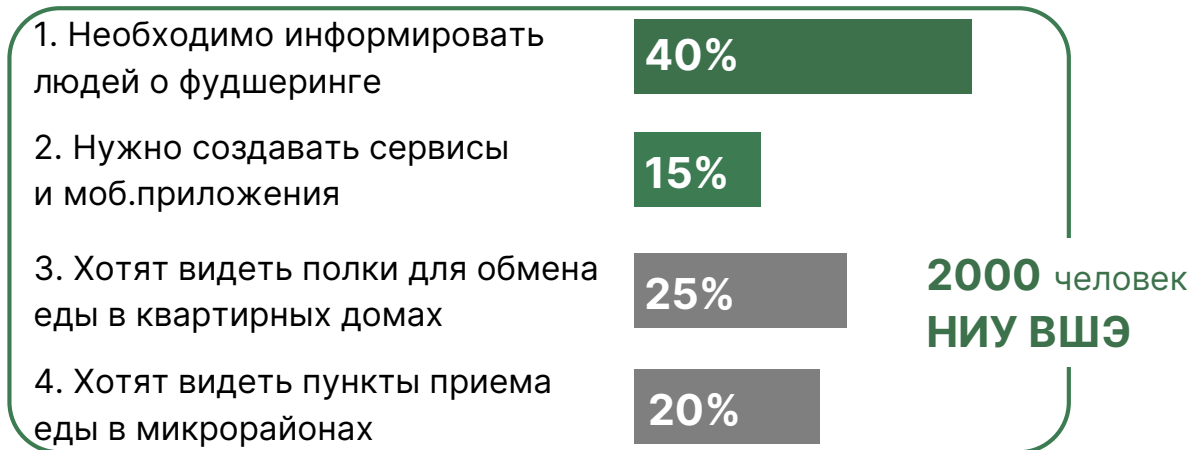 1. Необходимо информировать
людей о фудшеринге
40%
2. Нужно создавать сервисы
и моб.приложения
15%
3. Хотят видеть полки для обмена
еды в квартирных домах
25%
4. Хотят видеть пункты приема
еды в микрорайонах
20%
2000 человек
НИУ ВШЭ